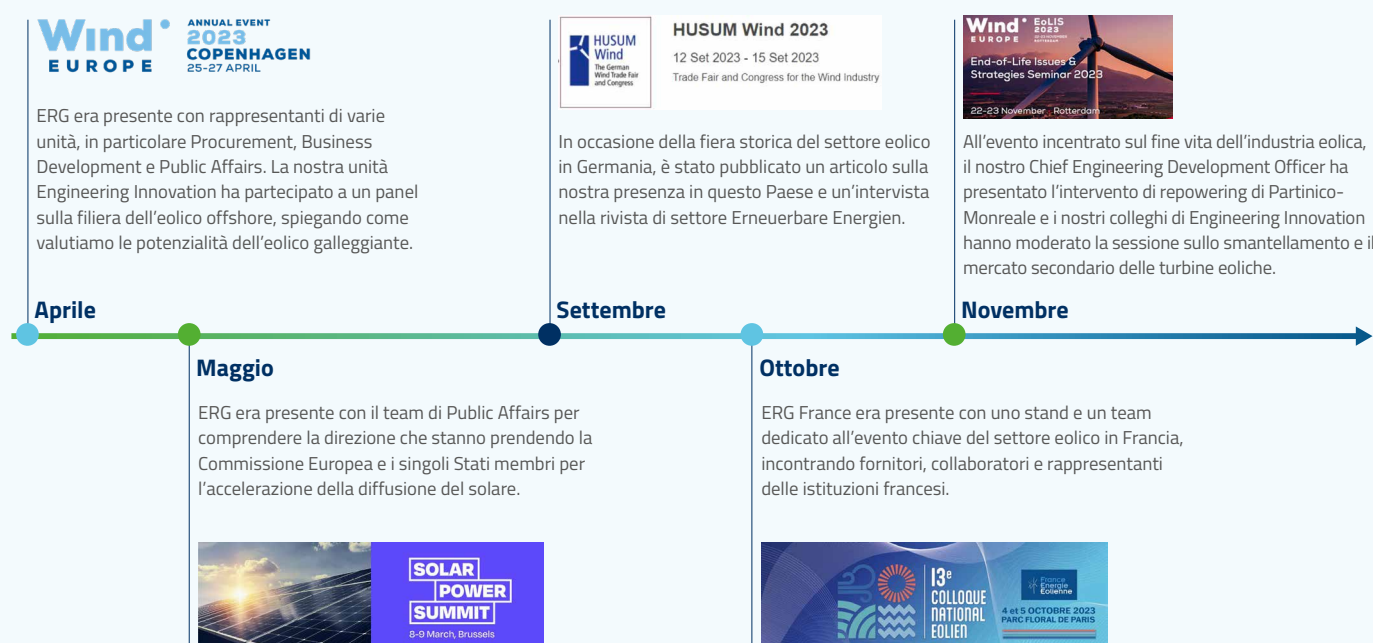 Wind
EUROPE
ANNUAL EVENT
2023
COPENHAGEN
25-27 APRIL
ERG era presente con rappresentanti di varie
unità, in particolare Procurement, Business
Development e Public Affairs. La nostra unità
Engineering Innovation ha partecipato a un panel
sulla filiera dell’eolico offshore, spiegando come
valutiamo le potenzialità dell’eolico galleggiante.
Aprile
HUSUM
Wind
The German
Wind Trade Fair
and Congress
HUSUM Wind 2023
12 Set 2023 - 15 Set 2023
Trade Fair and Congress for the Wind Industry
In occasione della fiera storica del settore eolico
in Germania, è stato pubblicato un articolo sulla
nostra presenza in questo Paese e un’intervista
nella rivista di settore Erneuerbare Energien.
Settembre
Wind
EUROPE
EoLIS
2023
22-23 NOVEMBER
ROTTERDAM
End-of-Life Issues &
Strategies Seminar 2023
22-23 November Rotterdam
All’evento incentrato sul fine vita dell’industria eolica,
il nostro Chief Engineering Development Officer ha
presentato l’intervento di repowering di Partinico-
Monreale e i nostri colleghi di Engineering Innovation
hanno moderato la sessione sullo smantellamento e il
mercato secondario delle turbine eoliche.
Novembre
Maggio
ERG era presente con il team di Public Affairs per
comprendere la direzione che stanno prendendo la
Commissione Europea e i singoli Stati membri per
l’accelerazione della diffusione del solare.
SOLAR
POWER
SUMMIT
8-9 March, Brussels
Ottobre
ERG France era presente con uno stand e un team
dedicato all’evento chiave del settore eolico in Francia,
incontrando fornitori, collaboratori e rappresentanti
delle istituzioni francesi.
13e
COLLOQUE
NATIONAL
EOLIEN
France
Energie
Eolienne
4 et 5 OCTOBRE 2023
PARC FLORAL DE PARIS